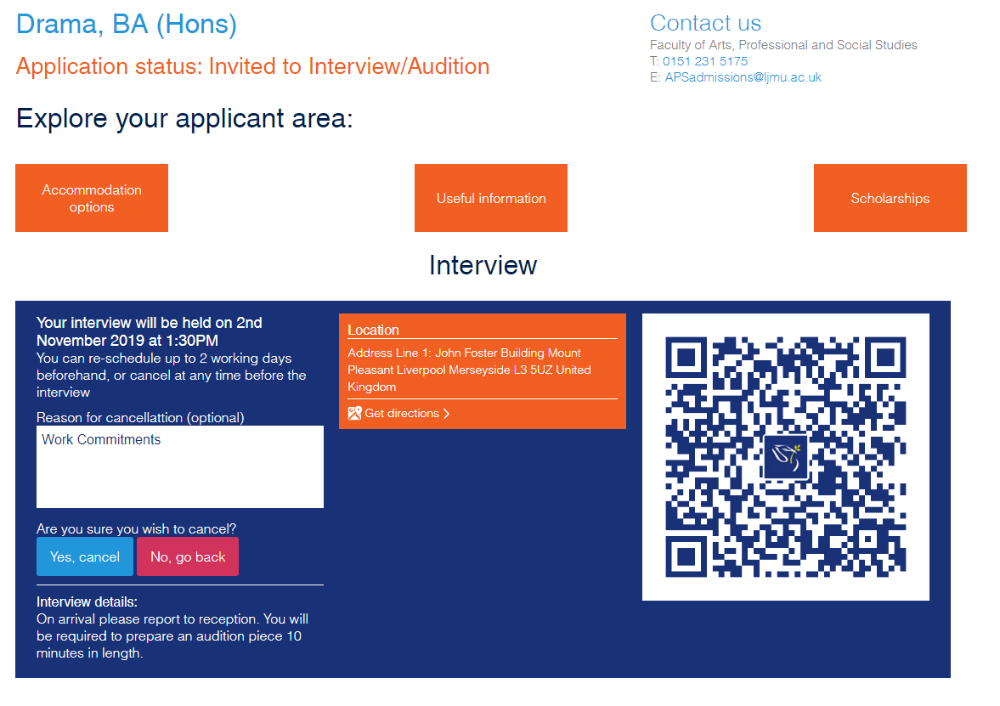 Drama, BA (Hons)
Application status: Invited to Interview/Audition
Contact us
Faculty of Arts, Professional and Social Studies
T: 0151 231 5175
E: APSadmissions@ljmu.ac.uk
Explore your applicant area:
Accommodation
options
Useful information
Scholarships
Interview
Your interview will be held on 2nd
November 2019 at 1:30PM
You can re-schedule up to 2 working days
beforehand, or cancel at any time before the
interview
Reason for cancellattion (optional)
Work Commitments
Are you sure you wish to cancel?
Yes, cancel
No, go back
Interview details:
On arrival please report to reception. You will
be required to prepare an audition piece 10
minutes in length.
Location
Address Line 1: John Foster Building Mount
Pleasant Liverpool Merseyside L3 5UZ United
Kingdom
Get directions